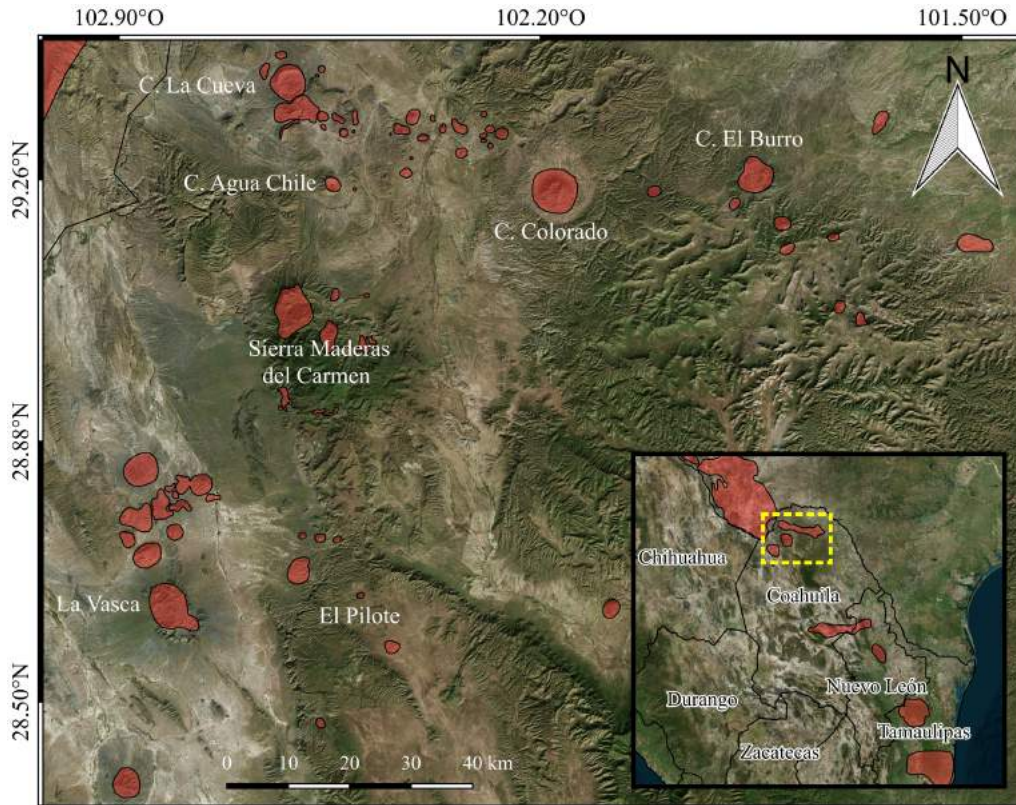 102.90°O
102.20°O
101.50°O
29.26°N
28.88°N
28.50°N
N
C. La Cueva
C. El Burro
C. Agua Chile
C. Colorado
Sierra Maderas
del Carmen
La Vasca
El Pilote
0 10 20 30 40 km
Chihuahua
Coahuila
Nuevo León
Durango
Tamaulipas
Zacatecas